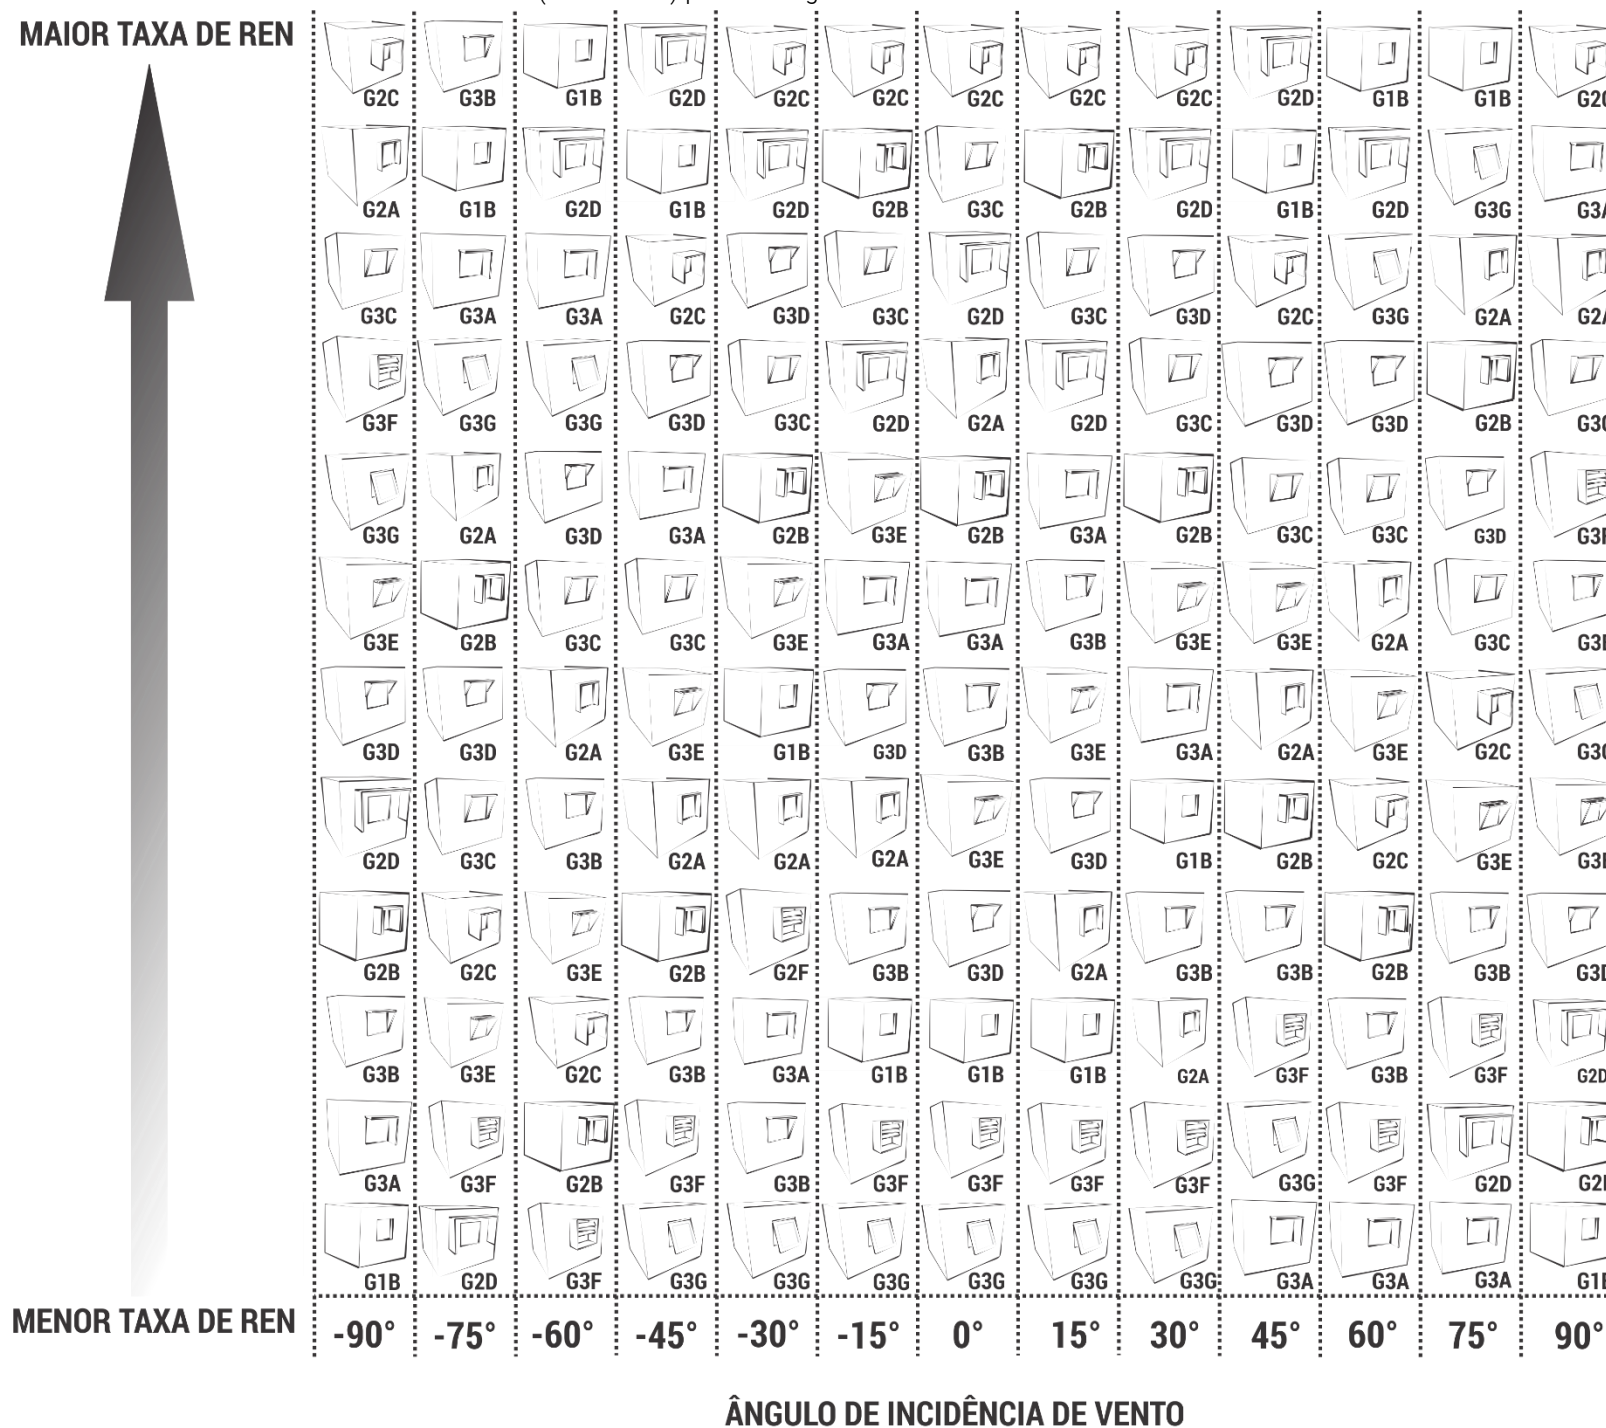 MAIOR TAXA DE REN
G2C G3B G1B G2D G2C G2C G2C G2C G2C G2D G1B G1B
G2A G1B G2D G1B G2D G2B G3C G2B G2D G1B G2D G3G
G3C G3A G3A G2C G3D G3C G2D G3C G3D G2C G3G G2A
G3F G3G G3G G3D G3C G2D G2A G2D G3C G3D G3D G2B
G3G G2A G3D G3A G2B G3E G2B G3A G2B G3C G3C G3D
G3E G2B G3C G3C G3E G3A G3A G3B G3E G3E G2A G3C
G3D G3D G2A G3E G1B G3D G3B G3E G3A G2A G3E G2C
G2D G3C G3B G2A G2A G2A G3E G3D G1B G2B G2C G3E
G2B G2C G3E G2B G2F G3B G3D G2A G3B G3B G2B G3B
G3B G3E G2C G3B G3A G1B G1B G1B G2A G3F G3B G3F G2D
G3A G3F G2B G3F G3B G3F G3F G3F G3F G3G G3F G2D
G1B G2D G3F G3G G3G G3G G3G G3G G3G G3A G3A G3A
MENOR TAXA DE REN
-90° -75° -60° -45° -30° -15° 0° 15° 30° 45° 60° 75° 90°
ÂNGULO DE INCIDÊNCIA DE VENTO